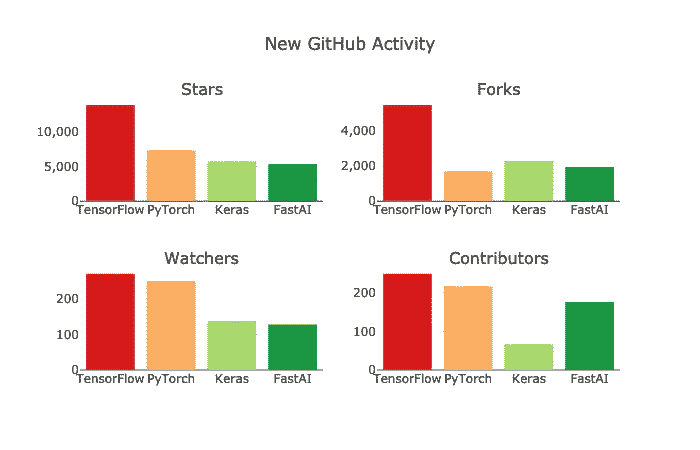 New GitHub Activity
Stars
Forks
10,000
5,000
0
TensorFlow PyTorch Keras FastAI
4,000
2,000
0
TensorFlow PyTorch Keras FastAI
Watchers
Contributors
200
100
0
TensorFlow PyTorch Keras FastAI
200
100
0
TensorFlow PyTorch Keras FastAI